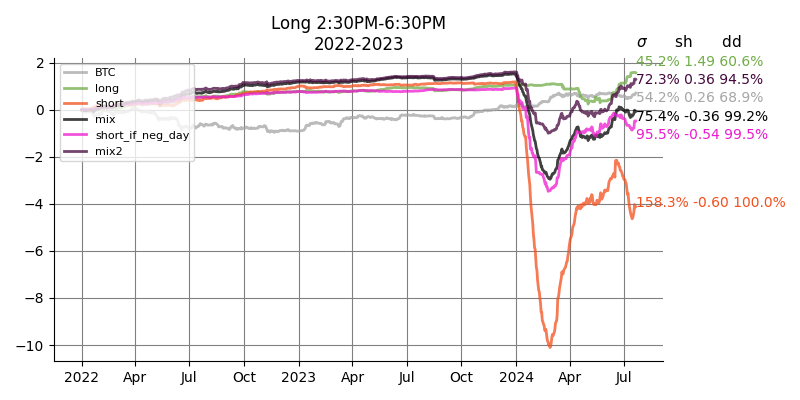 Long 2:30PM-6:30PM
2022-2023
σ sh dd
45.2% 1.49 60.6%
72.3% 0.36 94.5%
54.2% 0.26 68.9%
75.4% -0.36 99.2%
95.5% -0.54 99.5%
158.3% -0.60 100.0%
BTC
long
short
mix
short_if_neg_day
mix2
2
0
−2
−4
−6
−8
−10
2022 Apr Jul Oct 2023 Apr Jul Oct 2024 Apr Jul